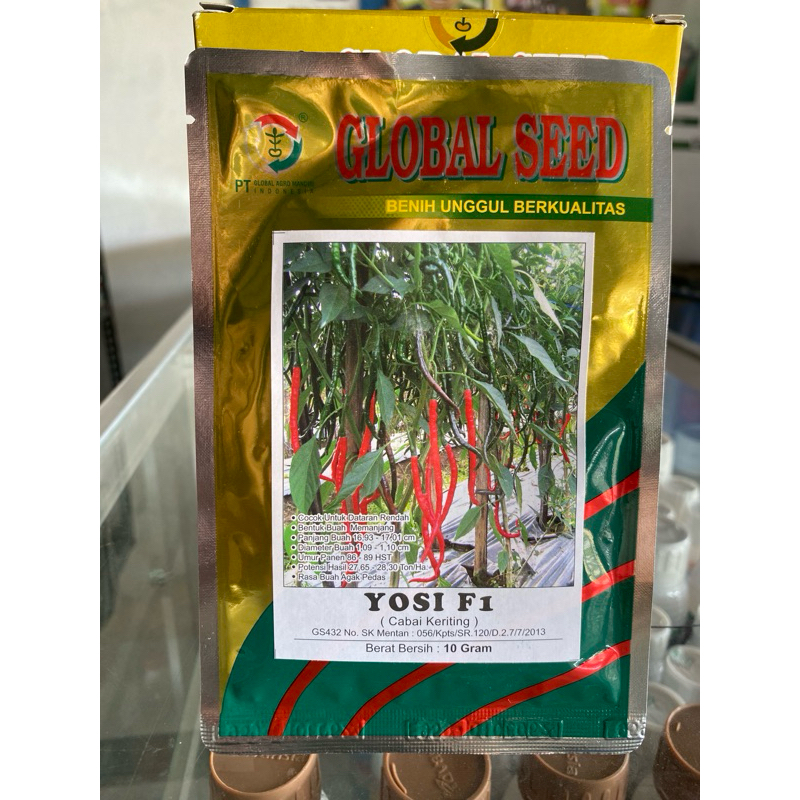 GLOBAL SEED
®
PT GLOBAL AGRO MANDIRI
INDONESIA
BENIH UNGGUL BERKUALITAS
• Cocok Untuk Dataran Rendah
• Bentuk Buah Memanjang
• Panjang Buah 16,93 - 17,01 cm
• Diameter Buah 1,09 - 1,10 cm
• Umur Panen 86 - 89 HST
• Potensi Hasil 27,65 - 28,30 Ton/Ha.
• Rasa Buah Agak Pedas
YOSI F1
( Cabai Keriting )
GS432 No. SK Mentan : 056/Kpts/SR.120/D.2.7/7/2013
Berat Bersih : 10 Gram